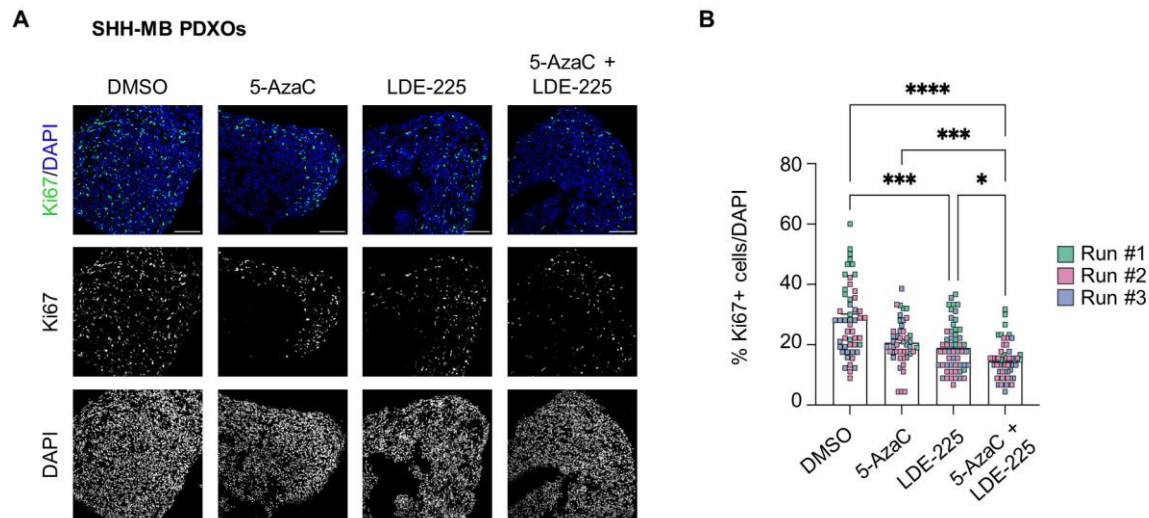 A
SHH-MB PDXOs
DMSO
5-AzaC
LDE-225
5-AzaC +
LDE-225
Ki67/DAPI
Ki67
DAPI
B
****
***
***
*
80
60
40
20
0
% Ki67+ cells/DAPI
DMSO
5-AzaC
LDE-225
5-AzaC +
LDE-225
Run #1
Run #2
Run #3